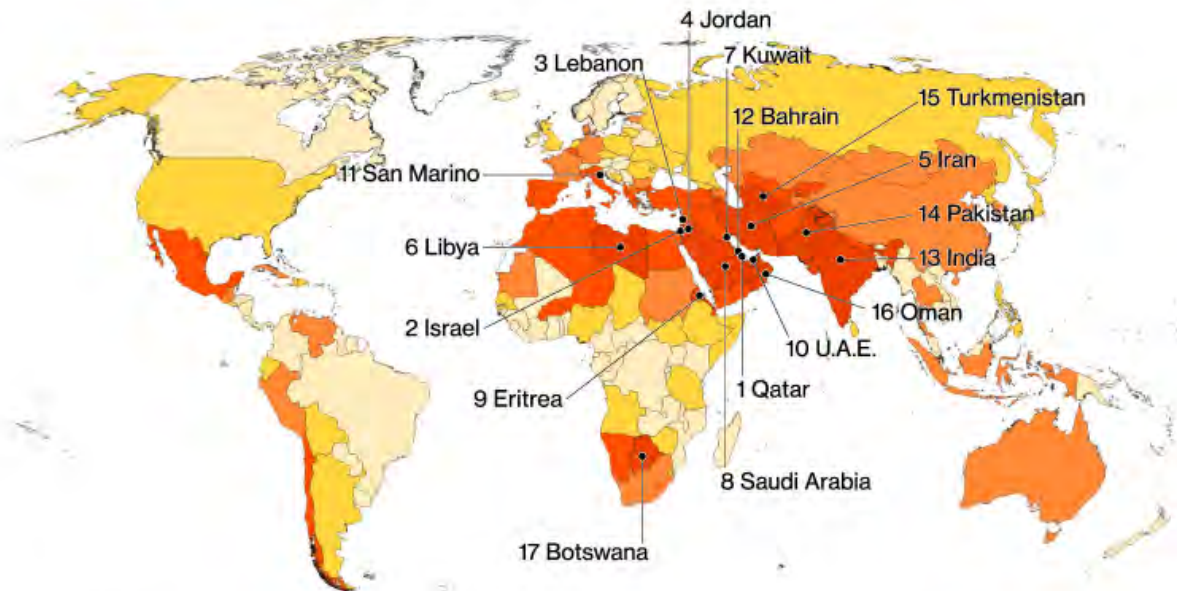 4 Jordan
3 Lebanon
7 Kuwait
15 Turkmenistan
12 Bahrain
5 Iran
11 San Marino
14 Pakistan
6 Libya
13 India
16 Oman
2 Israel
10 U.A.E.
1 Qatar
9 Eritrea
8 Saudi Arabia
17 Botswana